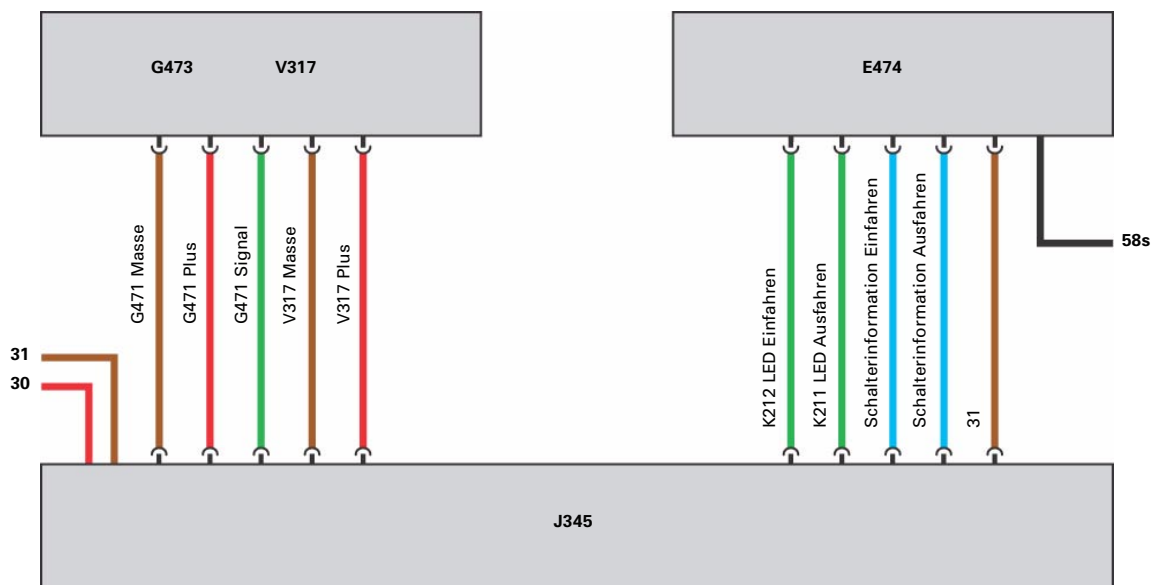 G473
V317
E474
G471 Masse
G471 Plus
G471 Signal
V317 Masse
V317 Plus
K212 LED Einfahren
K211 LED Ausfahren
Schalterinformation Einfahren
Schalterinformation Ausfahren
31
58s
31
30
J345